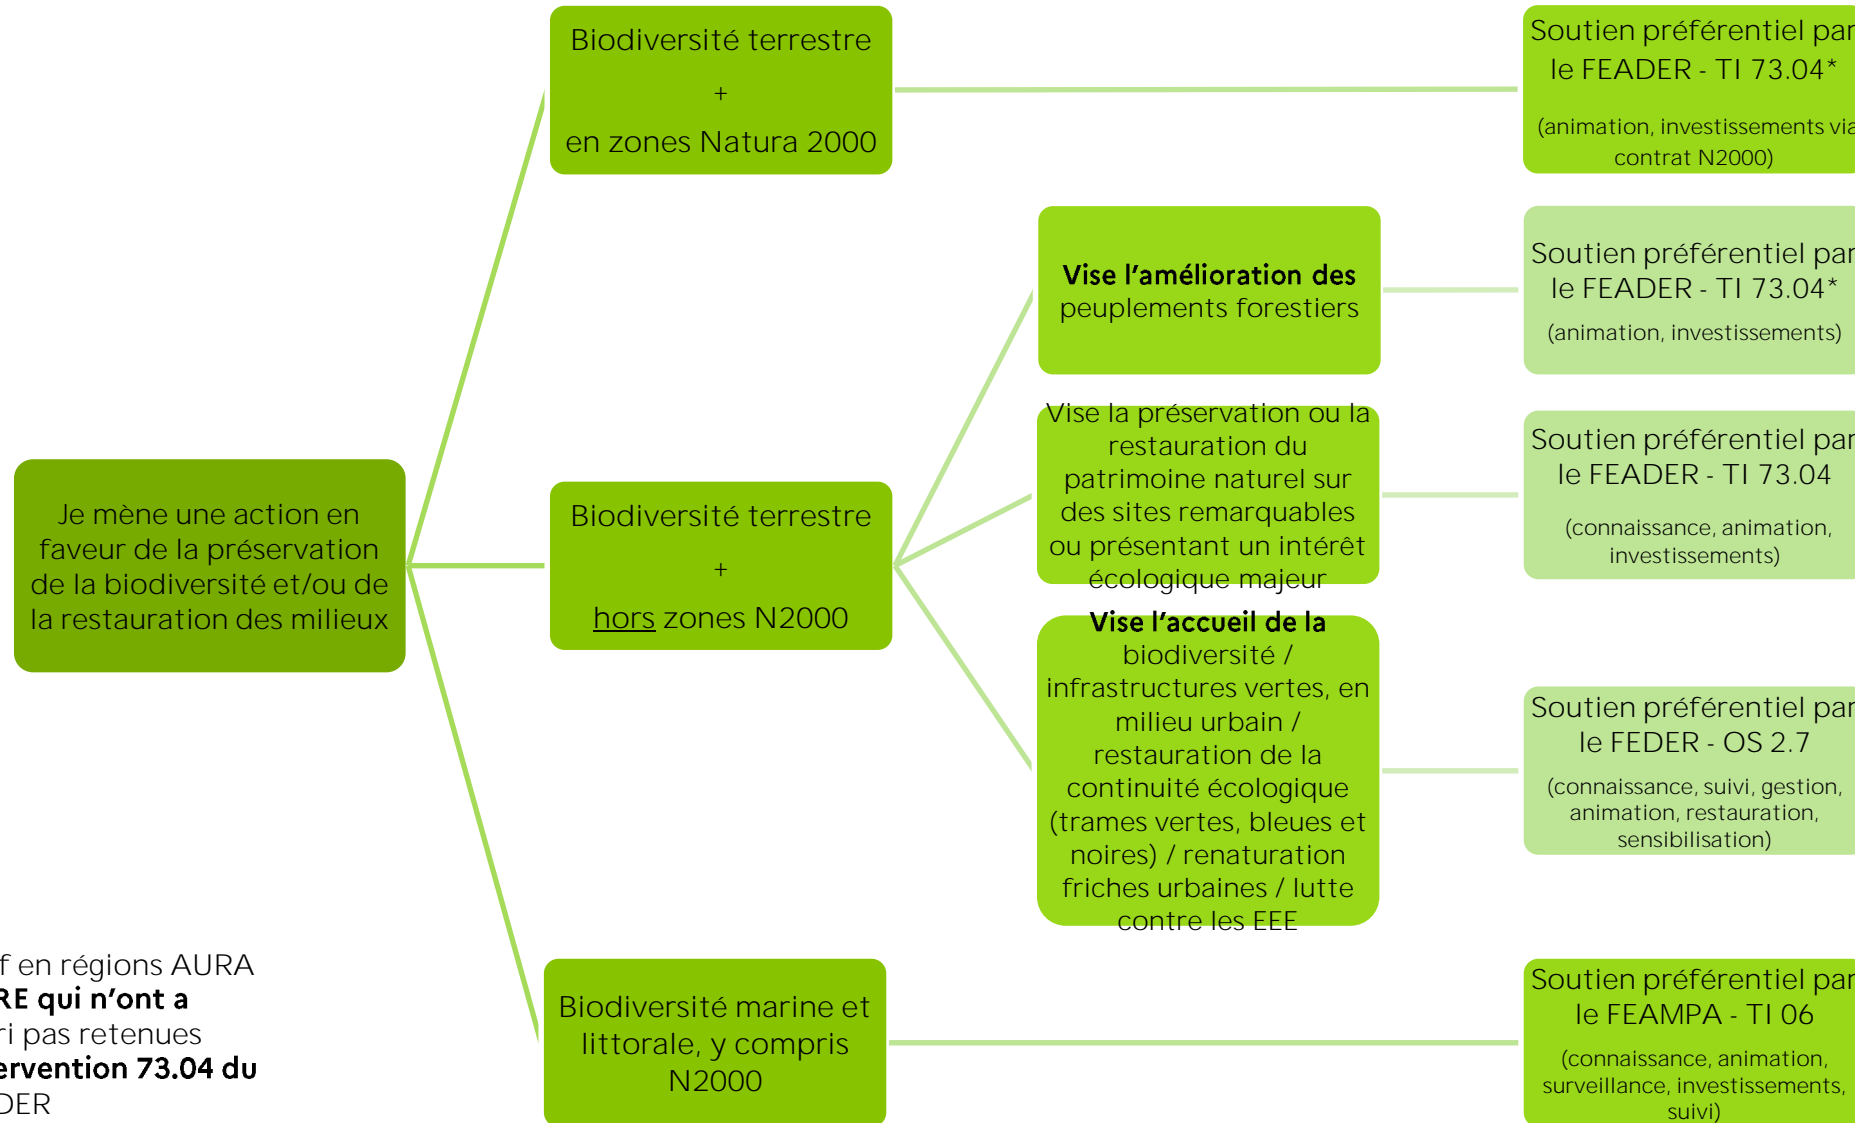 Je mène une action en
faveur de la préservation
de la biodiversité et/ou de
la restauration des milieux
Biodiversité terrestre
+
en zones Natura 2000
Soutien préférentiel par
le FEADER - TI 73.04*
(animation, investissements via
contrat N2000)
Biodiversité terrestre
+
hors zones N2000
Vise l'amélioration des
peuplements forestiers
Soutien préférentiel par
le FEADER - TI 73.04*
(animation, investissements)
Vise la préservation ou la
restauration du
patrimoine naturel sur
des sites remarquables
ou présentant un intérêt
écologique majeur
Soutien préférentiel par
le FEADER - TI 73.04
(connaissance, animation,
investissements)
Vise l'accueil de la
biodiversité /
infrastructures vertes, en
milieu urbain /
restauration de la
continuité écologique
(trames vertes, bleues et
noires) / renaturation
friches urbaines / lutte
contre les EEE
Soutien préférentiel par
le FEDER - OS 2.7
(connaissance, suivi, gestion,
animation, restauration,
sensibilisation)
Biodiversité marine et
littorale, y compris
N2000
Soutien préférentiel par
le FEAMPA - TI 06
(connaissance, animation,
surveillance, investissements,
suivi)
f en régions AURA
RE qui n'ont a
ri pas retenues
ervention 73.04 du
DER